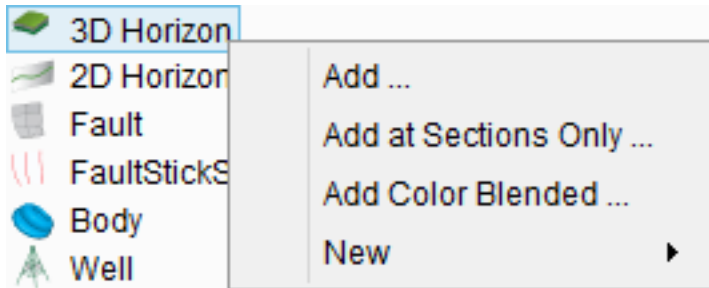 3D Horizon
2D Horizon
Fault
FaultStickS
Body
Well
Add ...
Add at Sections Only ...
Add Color Blended ...
New